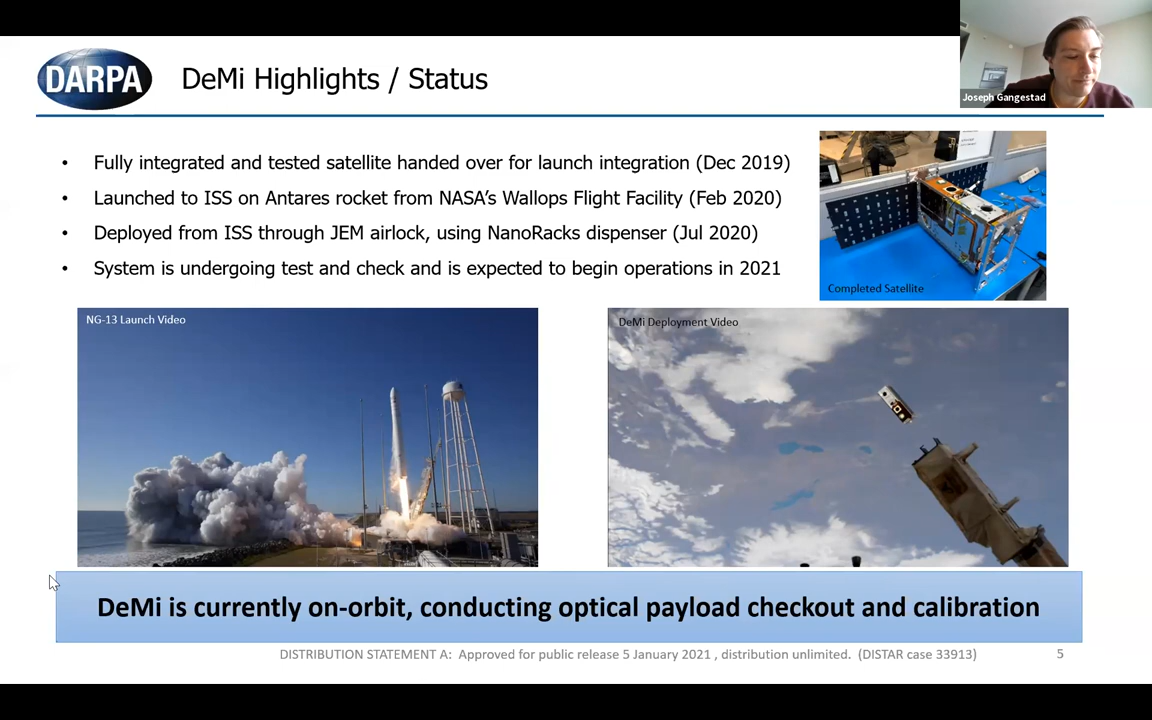 DARPA
DeMi Highlights / Status
Joseph Gangestad
• Fully integrated and tested satellite handed over for launch integration (Dec 2019)
• Launched to ISS on Antares rocket from NASA’s Wallops Flight Facility (Feb 2020)
• Deployed from ISS through JEM airlock, using NanoRacks dispenser (Jul 2020)
• System is undergoing test and check and is expected to begin operations in 2021
Completed Satellite
NG-13 Launch Video
DeMi Deployment Video
DeMi is currently on-orbit, conducting optical payload checkout and calibration
DISTRIBUTION STATEMENT A: Approved for public release 5 January 2021 , distribution unlimited. (DISTAR case 33913)
5